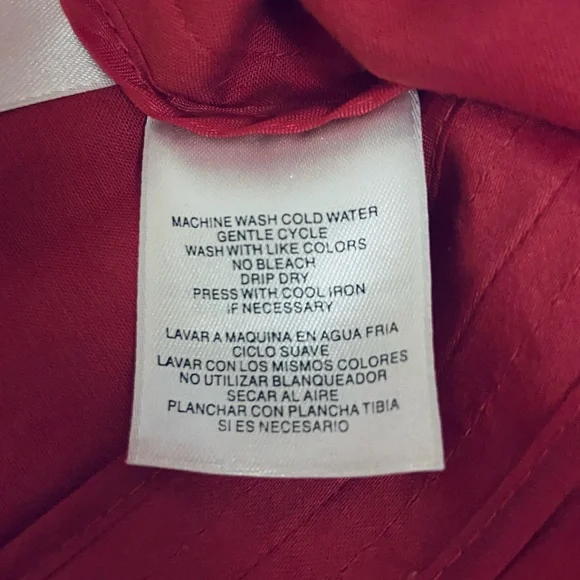 MACHINE WASH COLD WATER
GENTLE CYCLE
WASH WITH LIKE COLORS
NO BLEACH
DRIP DRY
PRESS WITH COOL IRON
IF NECESSARY
LAVAR A MAQUINA EN AGUA FRIA
CICLO SUAVE
LAVAR CON LOS MISMOS COLORES
NO UTILIZAR BLANQUEADOR
SECAR AL AIRE
PLANCHAR CON PLANCHA TIBIA
SI ES NECESARIO